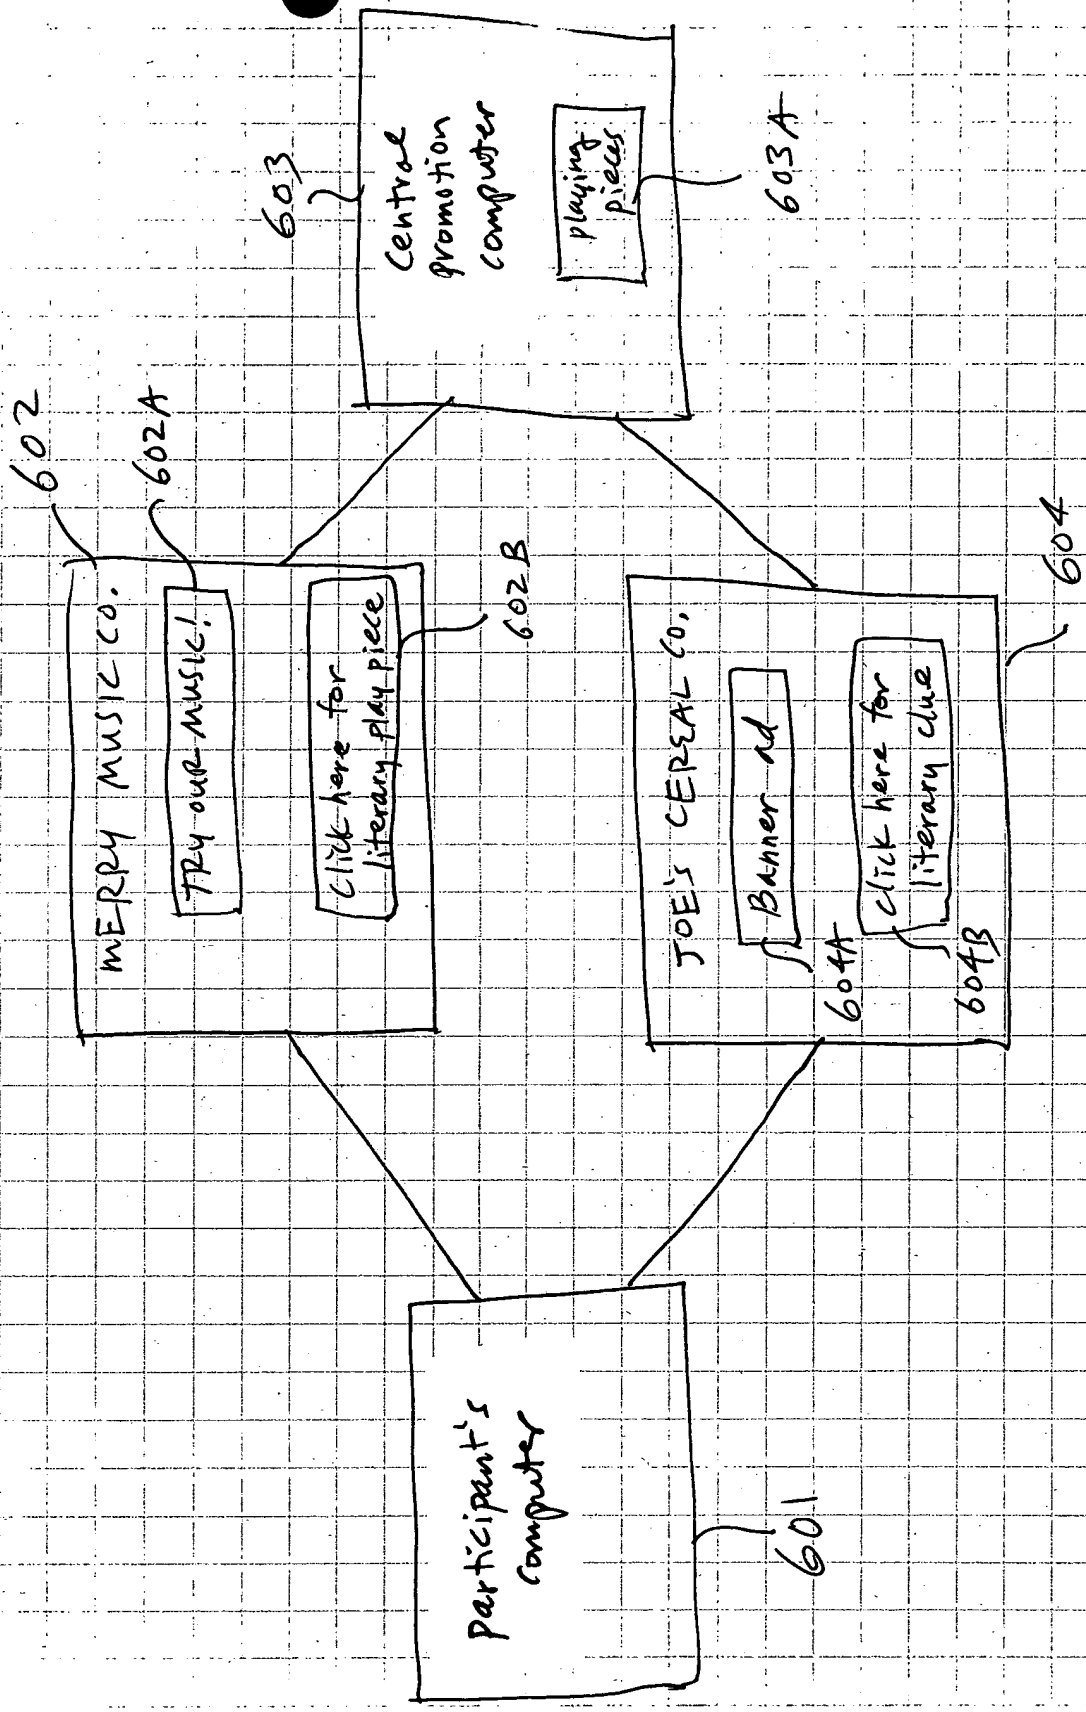 602
MERRY MUSIC CO.
602A
TRY OUR MUSIC!
Click here for
literary play piece
602B
603
Central
promotion
computer
playing
pieces
603A
participant's
computer
601
JOE'S CEREAL CO.
Banner ad
604A
click here for
literary clue
604B
604